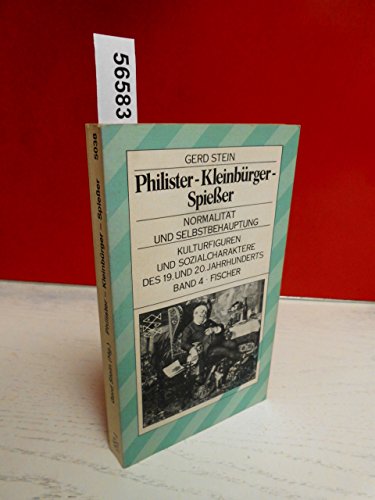 56583
GERD STEIN
Philister-Kleinbürger-
Spießer
NORMALITÄT
UND SELBSTBEHAUPTUNG
KULTURFIGUREN
UND SOZIALCHARAKTERE
DES 19. UND 20. JAHRHUNDERTS
BAND 4 · FISCHER
Gerd Stein (Hg.) Philister – Kleinbürger – Spießer 5038